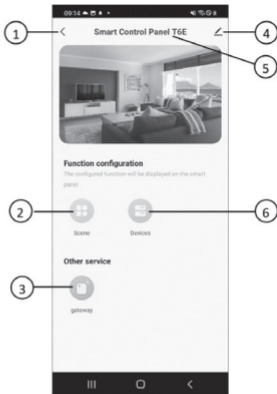 09:14
Smart Control Panel T6E
1
4
5
Function configuration
The configured function will be displayed on the smart
panel
2
6
Scene
Devices
Other service
3
gateway